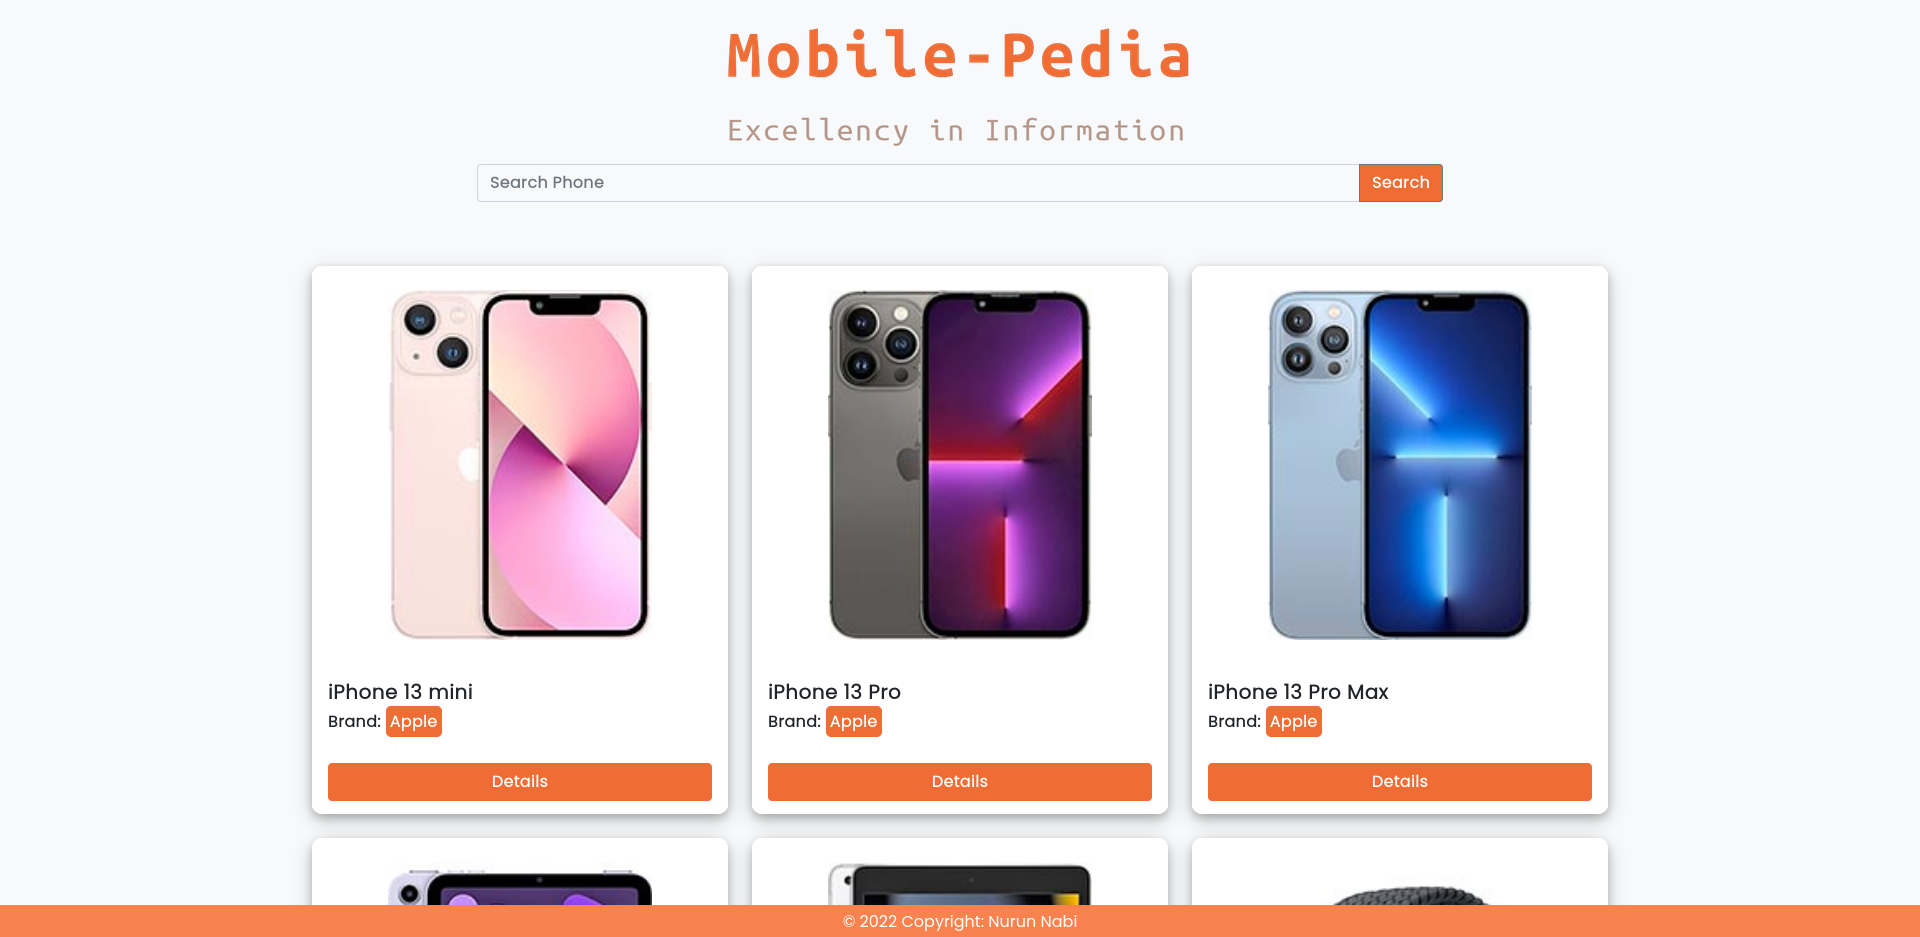 Mobile-Pedia
Excellency in Information
Search Phone
Search
iPhone 13 mini
Brand: Apple
Details
iPhone 13 Pro
Brand: Apple
Details
iPhone 13 Pro Max
Brand: Apple
Details
© 2022 Copyright: Nurun Nabi